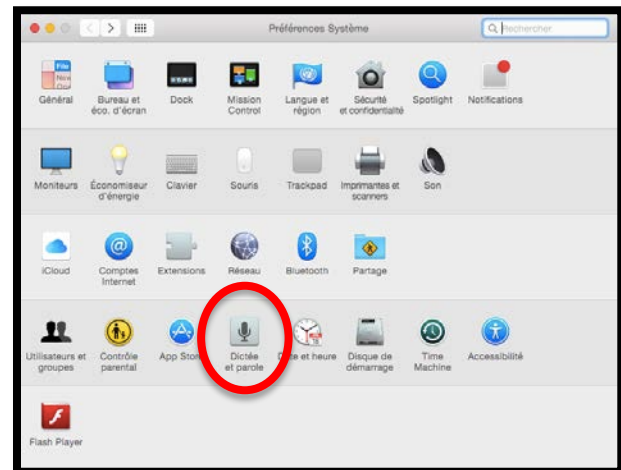 Préférences Système
Rechercher
File
New
Général
Bureau et
éco. d'écran
Dock
Mission
Control
Langue et
région
Sécurité
et confidentialité
Spotlight
Notifications
Moniteurs
Économiseur
d'énergie
Clavier
Souris
Trackpad
Imprimantes et
scanners
Son
iCloud
Comptes
Internet
Extensions
Réseau
Bluetooth
Partage
Utilisateurs et
groupes
Contrôle
parental
App Store
Dictée
et parole
Date et heure
Disque de
démarrage
Time
Machine
Accessibilité
Flash Player